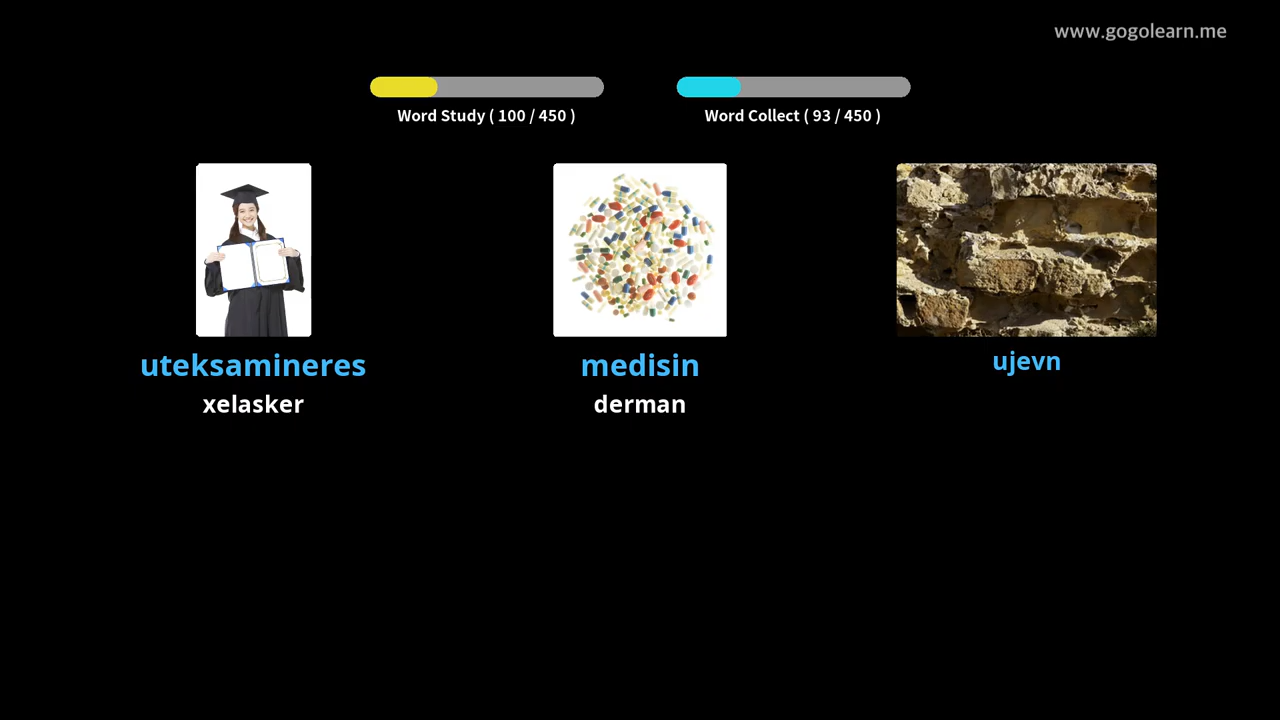 www.gogolearn.me
Word Study ( 100 / 450 )
Word Collect ( 93 / 450 )
uteksamineres
xelasker
medisin
derman
ujevn